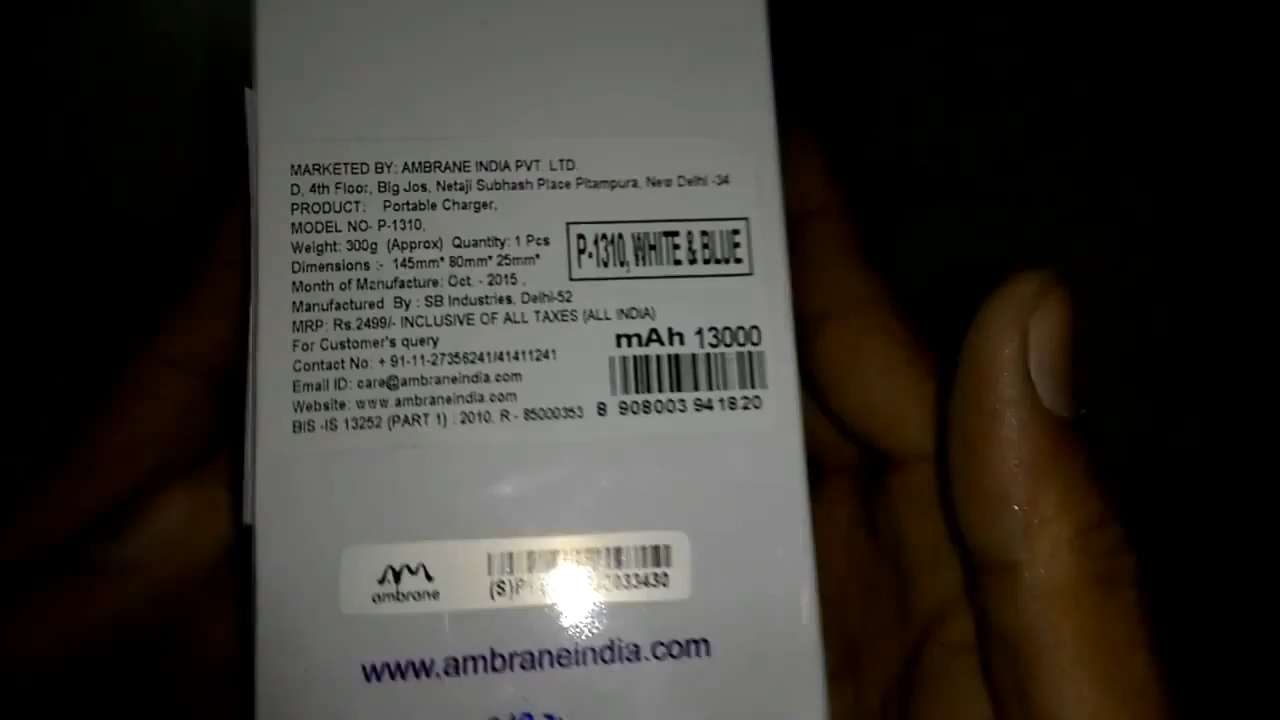 MARKETED BY: AMBRANE INDIA PVT. LTD.
D, 4th Floor, Big Jos, Netaji Subhash Place Pitampura, New Delhi -34
PRODUCT: Portable Charger,
MODEL NO- P-1310,
Weight: 300g (Approx) Quantity: 1 Pcs
Dimensions :- 145mm* 80mm* 25mm*
P-1310, WHITE & BLUE
Month of Manufacture: Oct. - 2015 ,
Manufactured By : SB Industries, Delhi-52
MRP: Rs.2499/- INCLUSIVE OF ALL TAXES (ALL INDIA)
For Customer's query
mAh 13000
Contact No: + 91-11-27356241/41411241
Email ID: care@ambraneindia.com
Website: www.ambraneindia.com
BIS -IS 13252 (PART 1) : 2010, R - 85000353
8 908003 941820
ambrane
(S)P
033430
www.ambraneindia.com